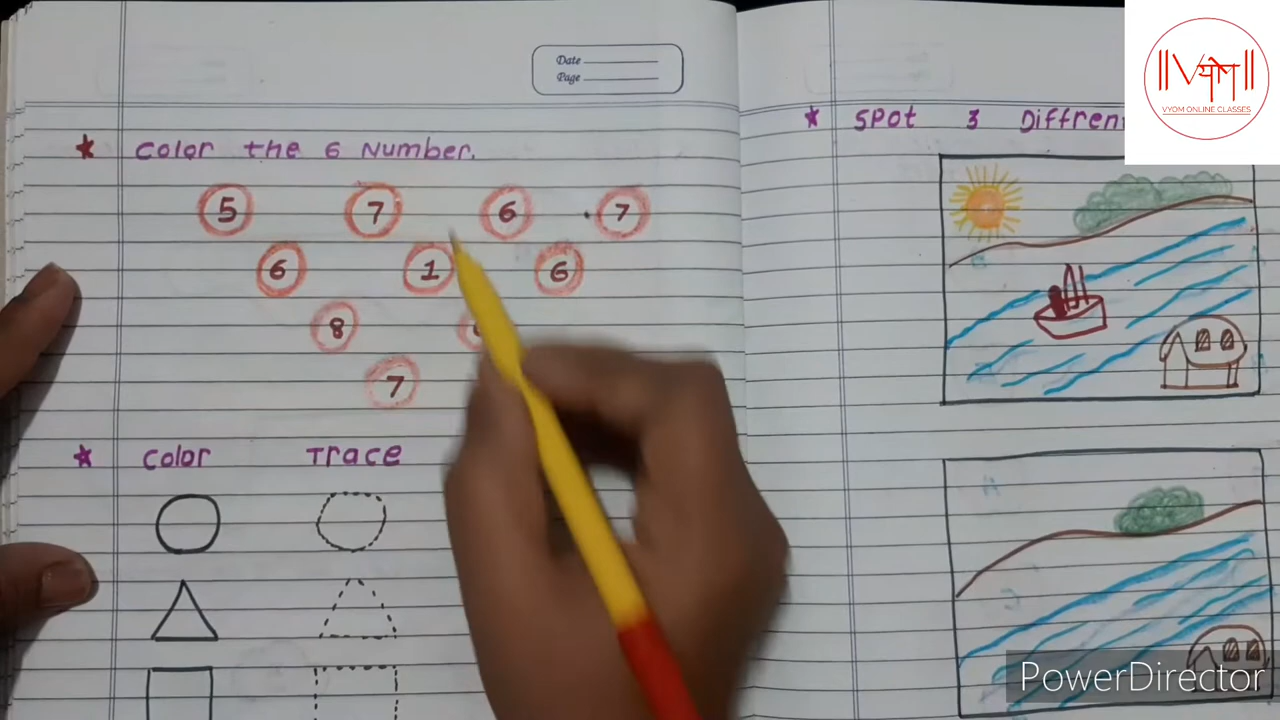 Date
Page
* Color the 6 Number.
5 7 6 7
6 1 6
8
7
* Color Trace
* Spot 3
||Vयोम||
VYOM ONLINE CLASSES
PowerDirector